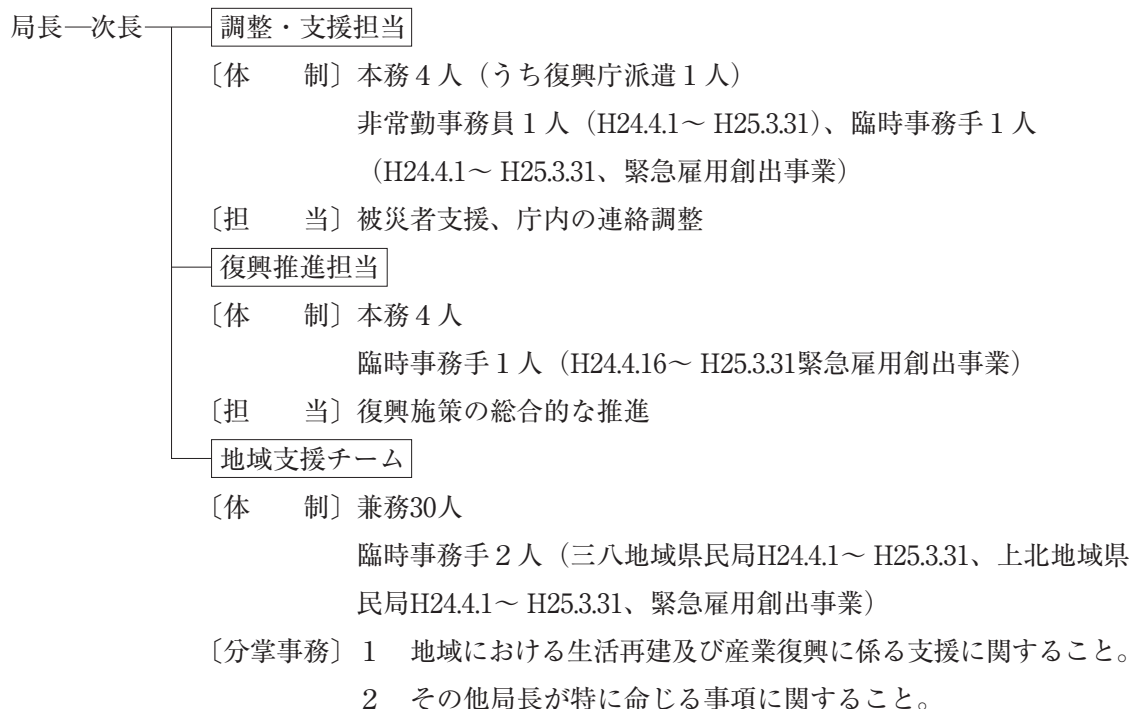 局長―次長 調整・支援担当
〔体　　制〕本務４人（うち復興庁派遣１人）
非常勤事務員１人（H24.4.1～ H25.3.31）、臨時事務手１人
（H24.4.1～ H25.3.31、緊急雇用創出事業）
〔担　　当〕被災者支援、庁内の連絡調整
復興推進担当
〔体　　制〕本務４人
臨時事務手１人（H24.4.16～ H25.3.31緊急雇用創出事業）
〔担　　当〕復興施策の総合的な推進
地域支援チーム
〔体　　制〕兼務30人
臨時事務手２人（三八地域県民局H24.4.1～ H25.3.31、上北地域県
民局H24.4.1～ H25.3.31、緊急雇用創出事業）
〔分掌事務〕１　地域における生活再建及び産業復興に係る支援に関すること。
２　その他局長が特に命じる事項に関すること。